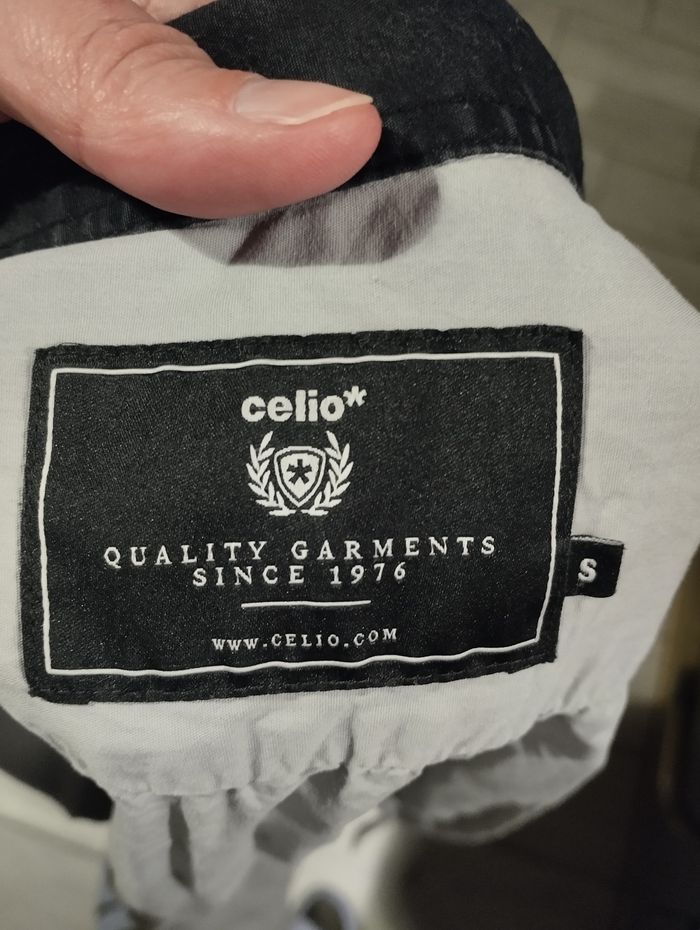 celio*
QUALITY GARMENTS
SINCE 1976
S
WWW.CELIO.COM